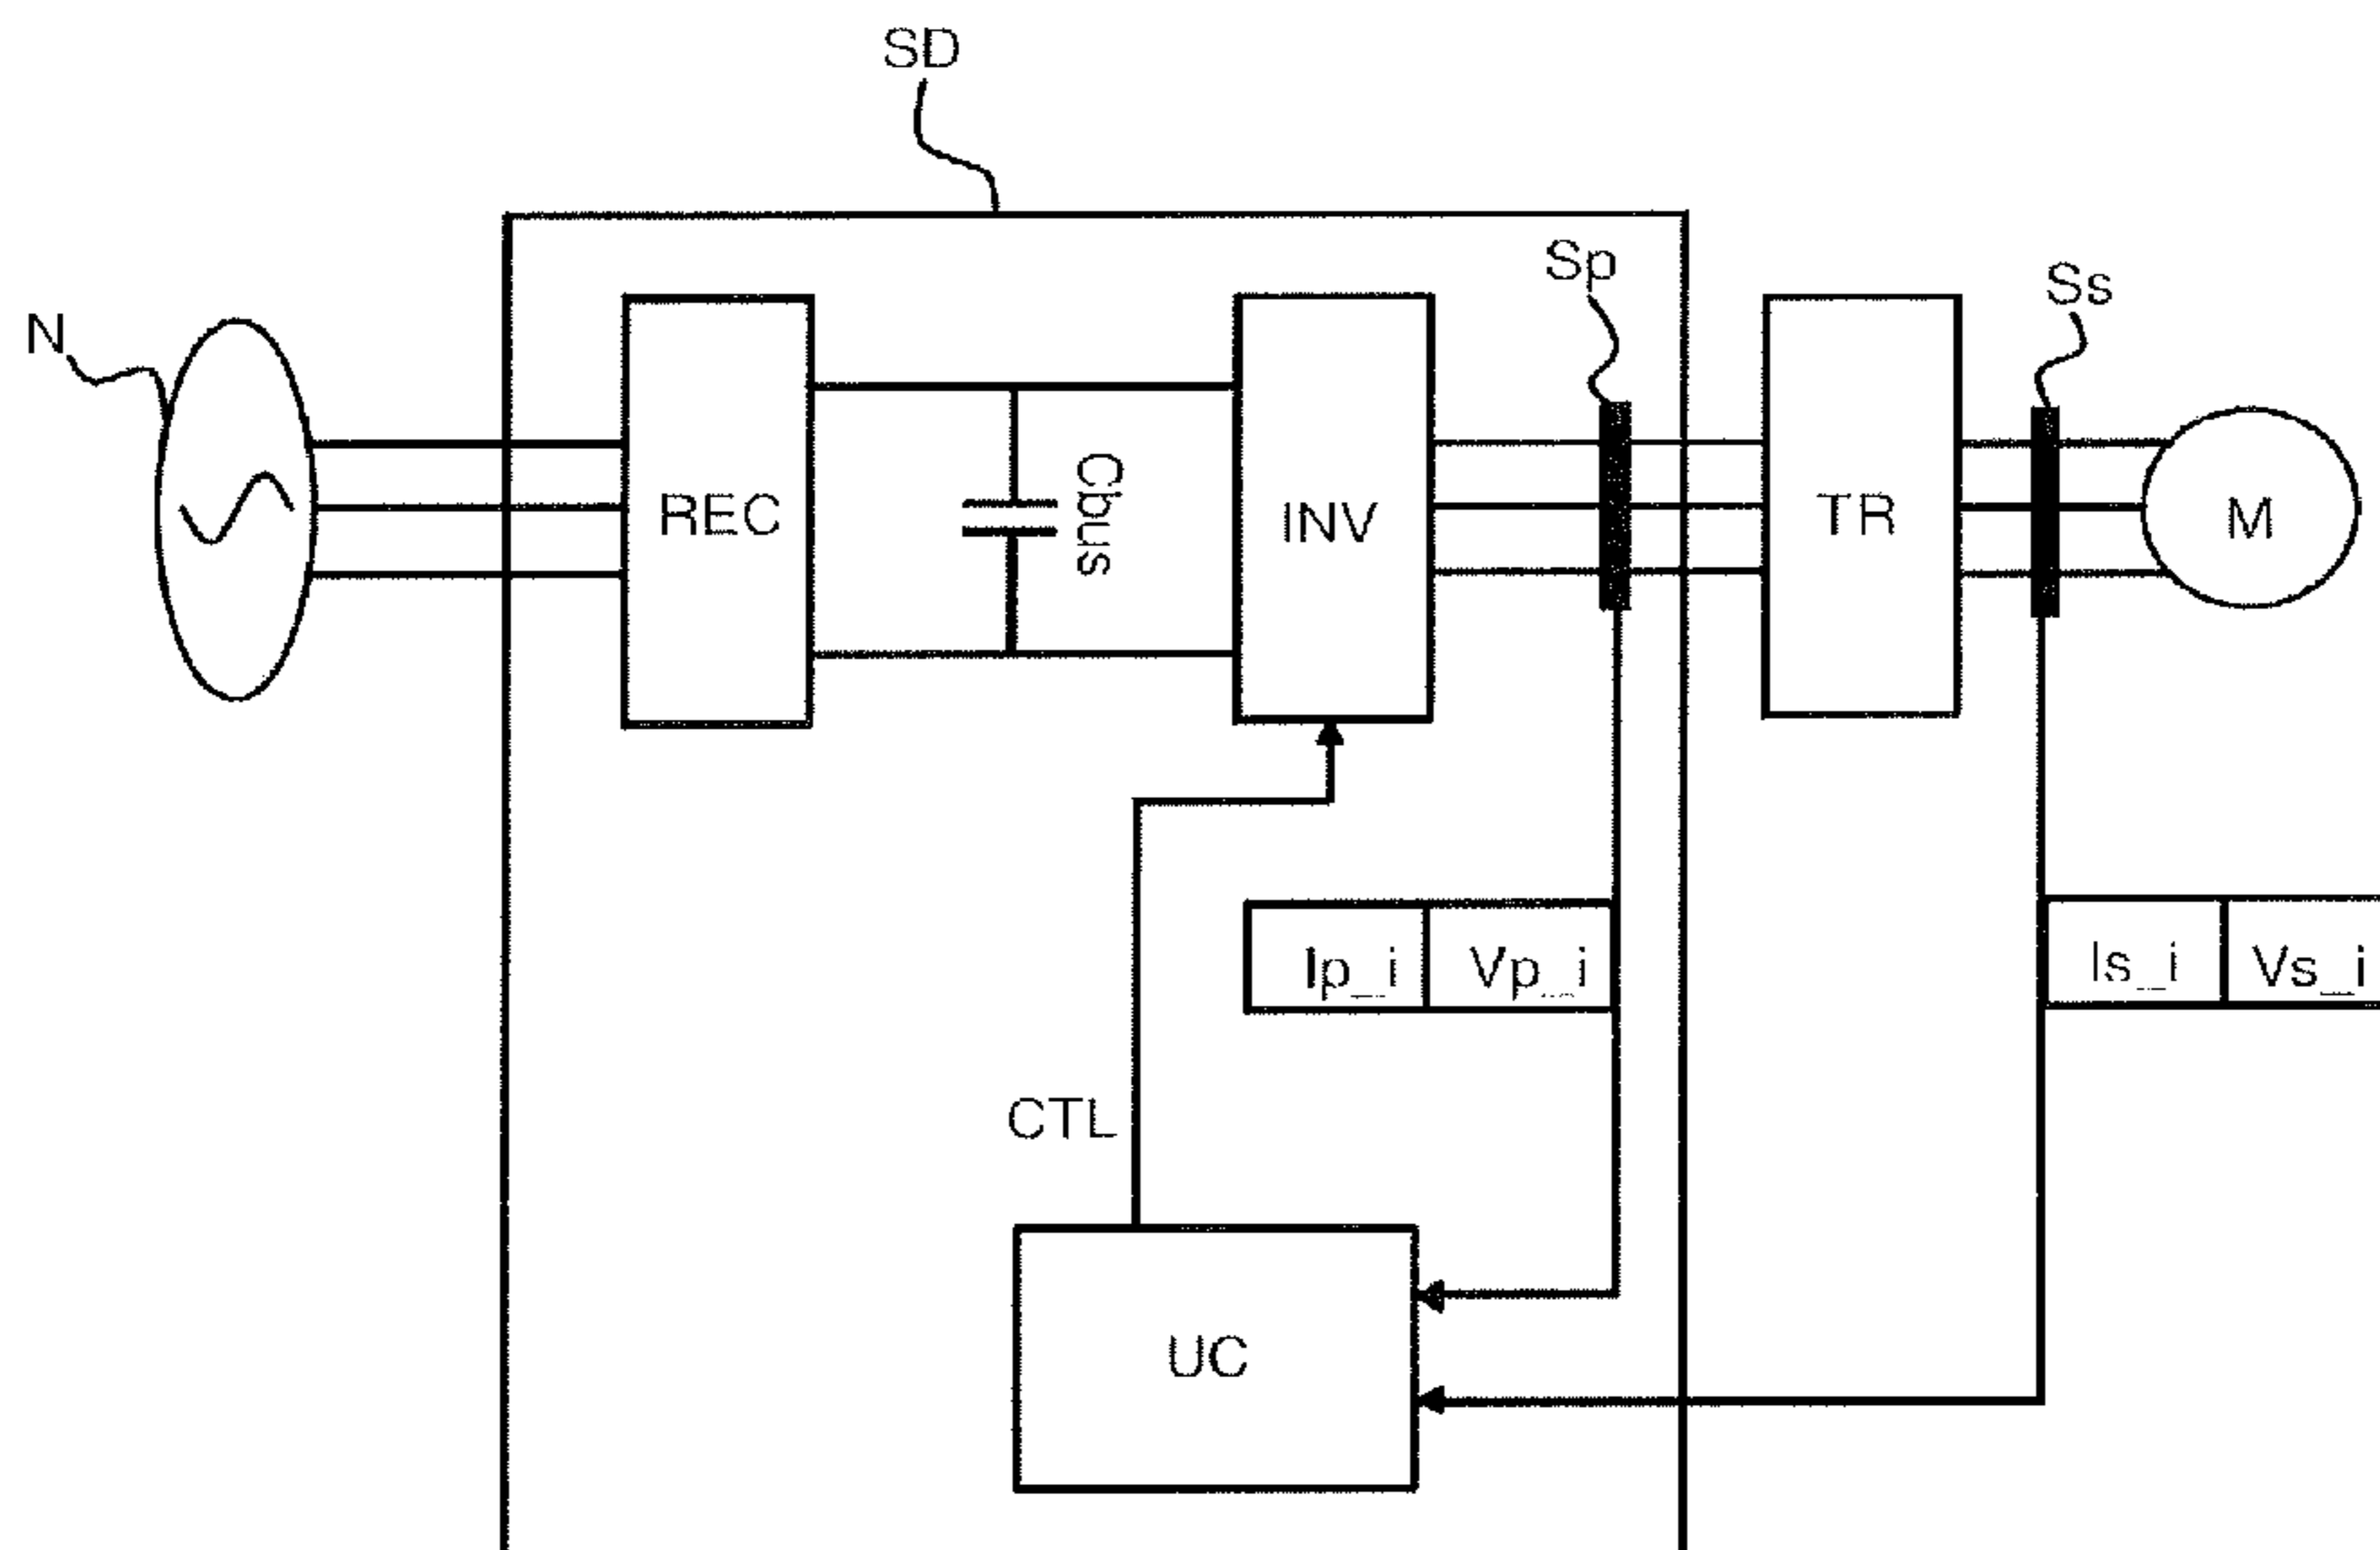 SD
Sp
Ss
N
REC
Cbus
INV
TR
M
Ip_i
Vp_i
Is_i
Vs_i
CTL
UC